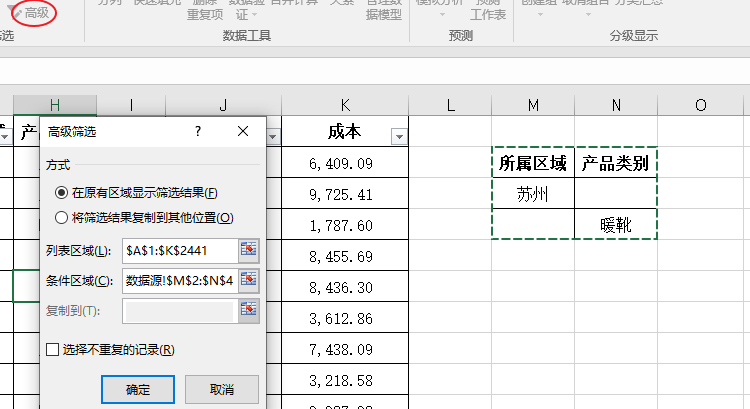 分列 快速填充 删除 数据验 合并计算 关系 管理数 模拟分析 预测 创建组 取消组合 分类汇总
高级 重复项 证 据模型 工作表
筛选 数据工具 预测 分级显示
H I J K L M N O
高级筛选 ? ×
产品 成本
方式
在原有区域显示筛选结果(F)
将筛选结果复制到其他位置(O)
列表区域(L): $A$1:$K$2441
条件区域(C): 数据源!$M$2:$N$4
复制到(T):
选择不重复的记录(R)
确定 取消
6,409.09
9,725.41
1,787.60
8,455.69
8,436.30
3,612.86
7,438.09
3,218.58
所属区域 产品类别
苏州
暖靴